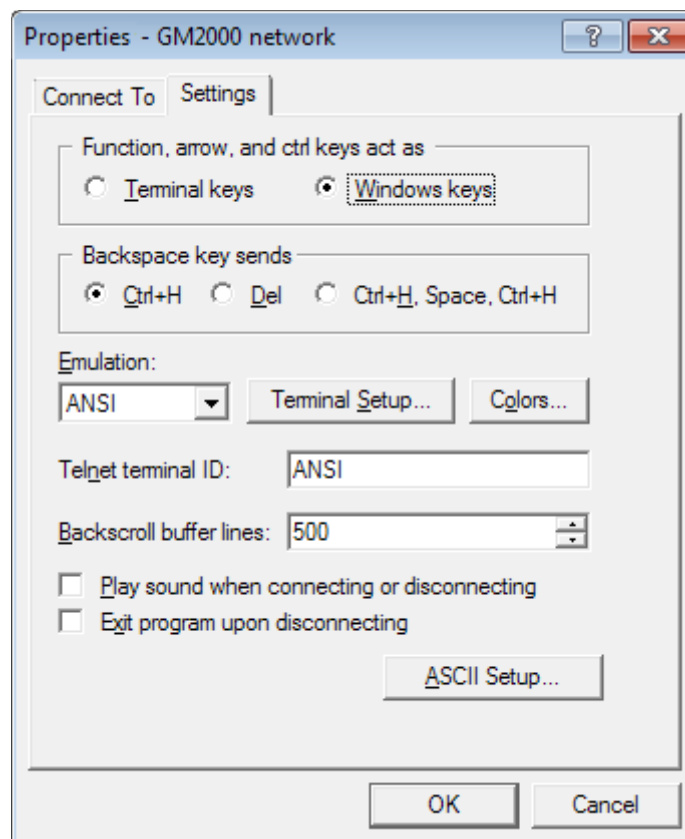 Properties - GM2000 network
Connect To Settings
Function, arrow, and ctrl keys act as
Terminal keys Windows keys
Backspace key sends
Ctrl+H Del Ctrl+H, Space, Ctrl+H
Emulation:
ANSI Terminal Setup... Colors...
Telnet terminal ID: ANSI
Backscroll buffer lines: 500
Play sound when connecting or disconnecting
Exit program upon disconnecting
ASCII Setup...
OK Cancel